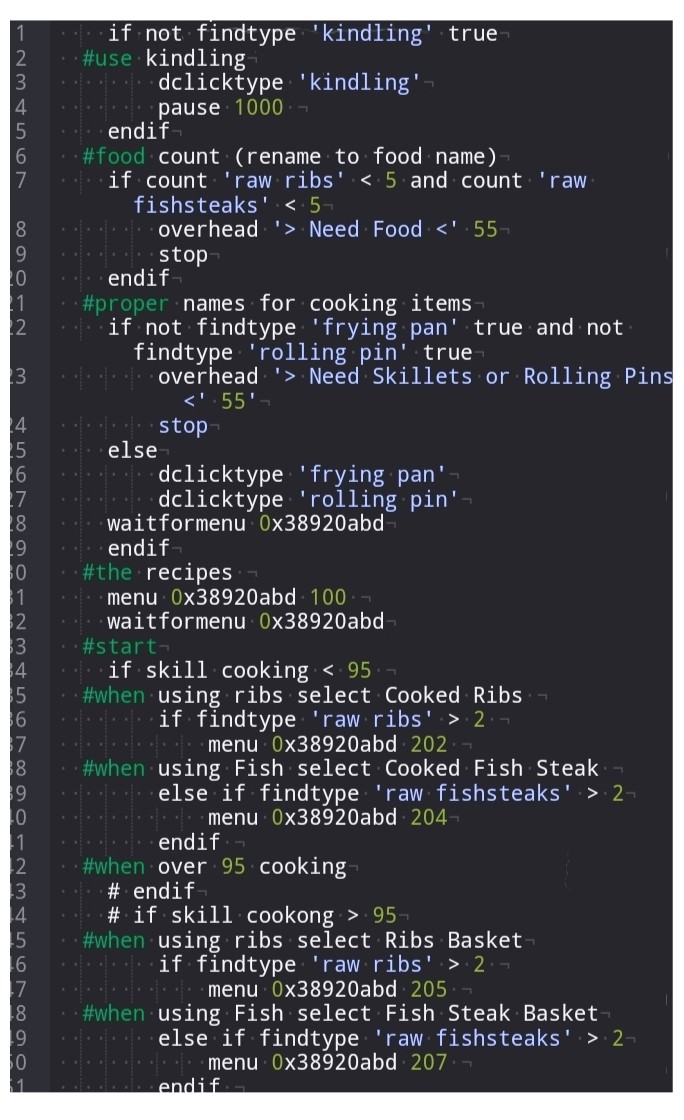 1 if not findtype 'kindling' true
2 #use kindling
3 dclicktype 'kindling'
4 pause 1000
5 endif
6 #food count (rename to food name)
7 if count 'raw ribs' < 5 and count 'raw
fishsteaks' < 5
8 overhead '> Need Food <' 55
9 stop
20 endif
21 #proper names for cooking items
22 if not findtype 'frying pan' true and not
findtype 'rolling pin' true
23 overhead '> Need Skillets or Rolling Pins
<' 55'
24 stop
25 else
26 dclicktype 'frying pan'
27 dclicktype 'rolling pin'
28 waitformenu 0x38920abd
29 endif
30 #the recipes
31 menu 0x38920abd 100
32 waitformenu 0x38920abd
33 #start
34 if skill cooking < 95
35 #when using ribs select Cooked Ribs
36 if findtype 'raw ribs' > 2
37 menu 0x38920abd 202
38 #when using Fish select Cooked Fish Steak
39 else if findtype 'raw fishsteaks' > 2
40 menu 0x38920abd 204
41 endif
42 #when over 95 cooking
43 # endif
44 # if skill cookong > 95
45 #when using ribs select Ribs Basket
46 if findtype 'raw ribs' > 2
47 menu 0x38920abd 205
48 #when using Fish select Fish Steak Basket
49 else if findtype 'raw fishsteaks' > 2
50 menu 0x38920abd 207
51 endif